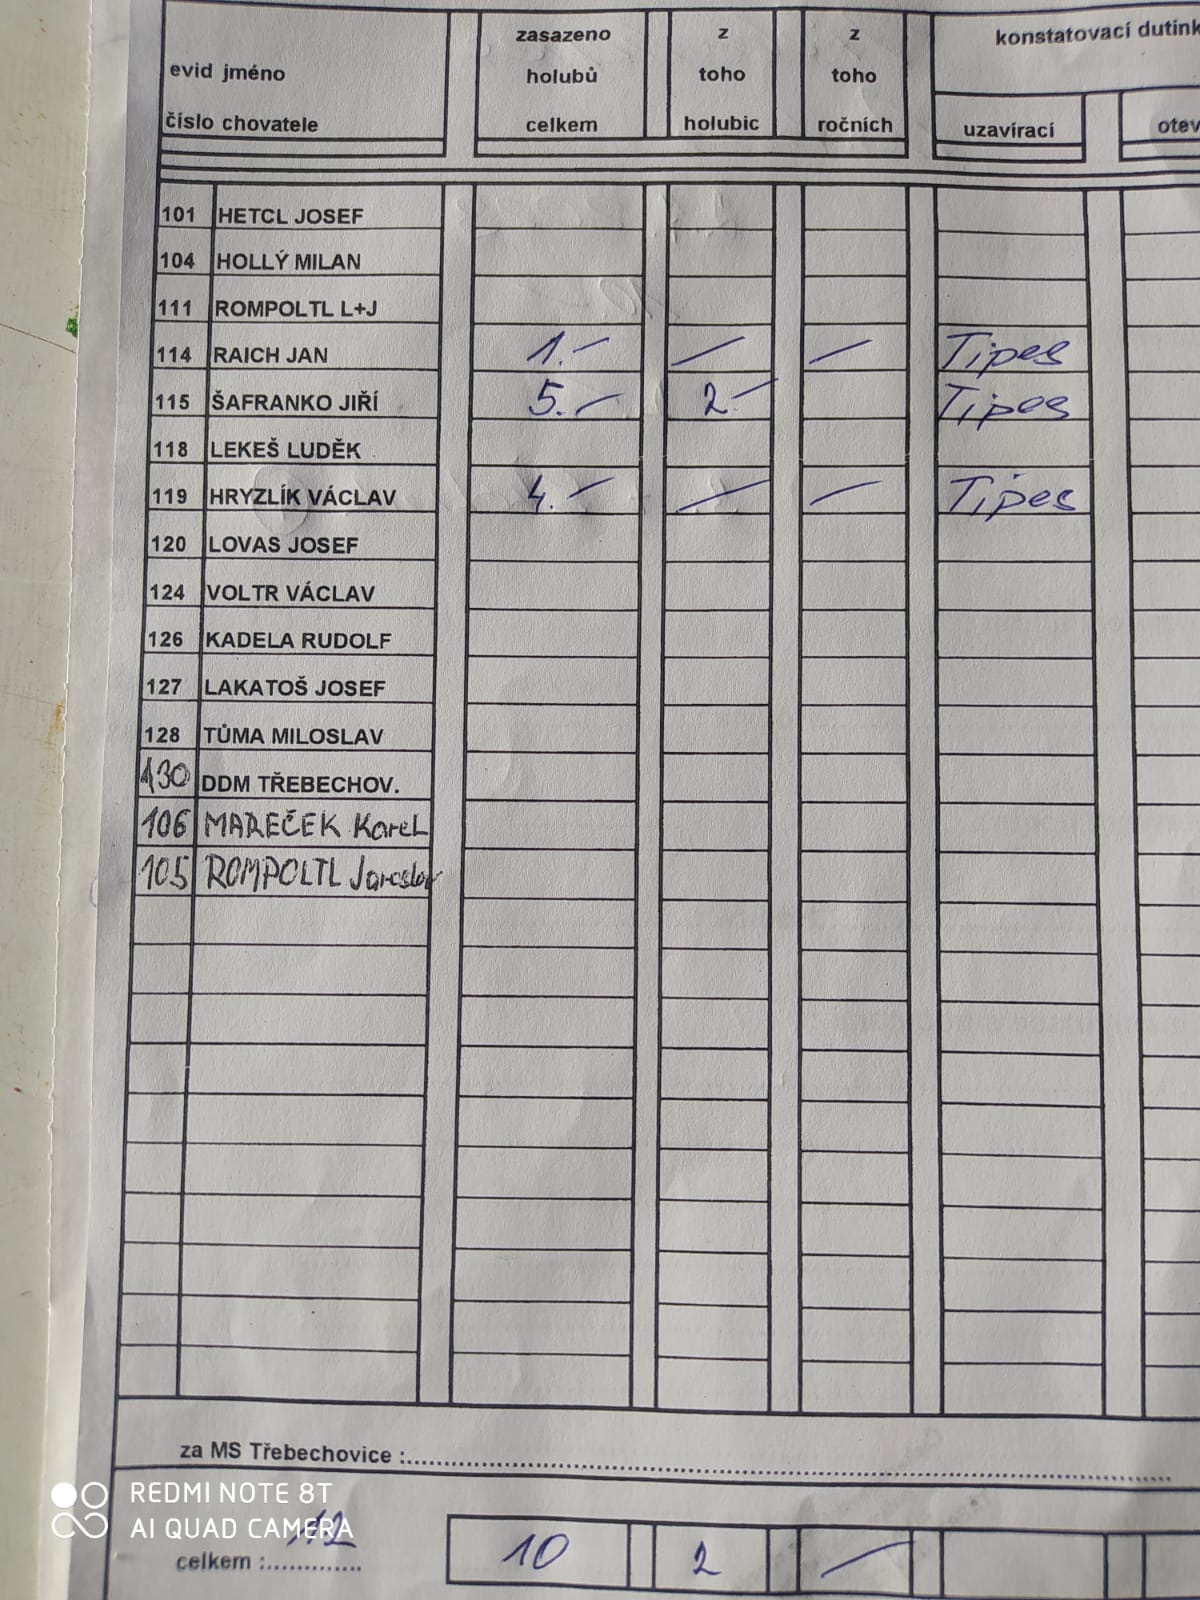 evid jméno
číslo chovatele
zasazeno
holubů
celkem
z
toho
holubic
z
toho
ročních
konstatovací dutink
uzavírací
otev
101 HETCL JOSEF
104 HOLLÝ MILAN
111 ROMPOLTL L+J
114 RAICH JAN 1.– – – Tipes
115 ŠAFRANKO JIŘÍ 5.– 2.– Tipes
118 LEKEŠ LUDĚK
119 HRYZLÍK VÁCLAV 4.– – – Tipes
120 LOVAS JOSEF
124 VOLTR VÁCLAV
126 KADELA RUDOLF
127 LAKATOŠ JOSEF
128 TŮMA MILOSLAV
130 DDM TŘEBECHOV.
106 MAREČEK Karel
105 ROMPOLTL Jaroslav
za MS Třebechovice :
REDMI NOTE 8T
AI QUAD CAMERA
celkem : 10 2 –